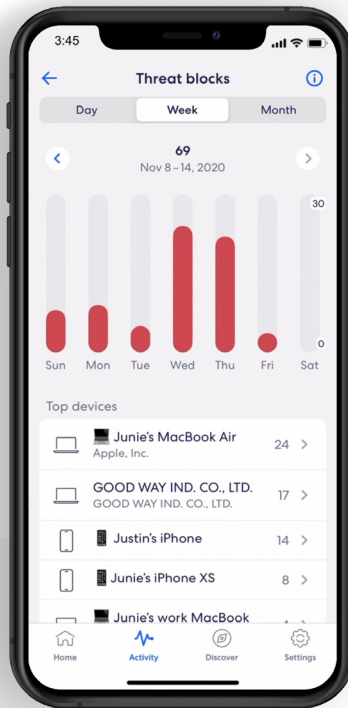 3:45
Threat blocks
Day Week Month
69
Nov 8–14, 2020
30
0
Sun Mon Tue Wed Thu Fri Sat
Top devices
Junie's MacBook Air
Apple, Inc.
24
GOOD WAY IND. CO., LTD.
GOOD WAY IND. CO., LTD.
17
Justin's iPhone
14
Junie's iPhone XS
8
Junie's work MacBook
Home Activity Discover Settings